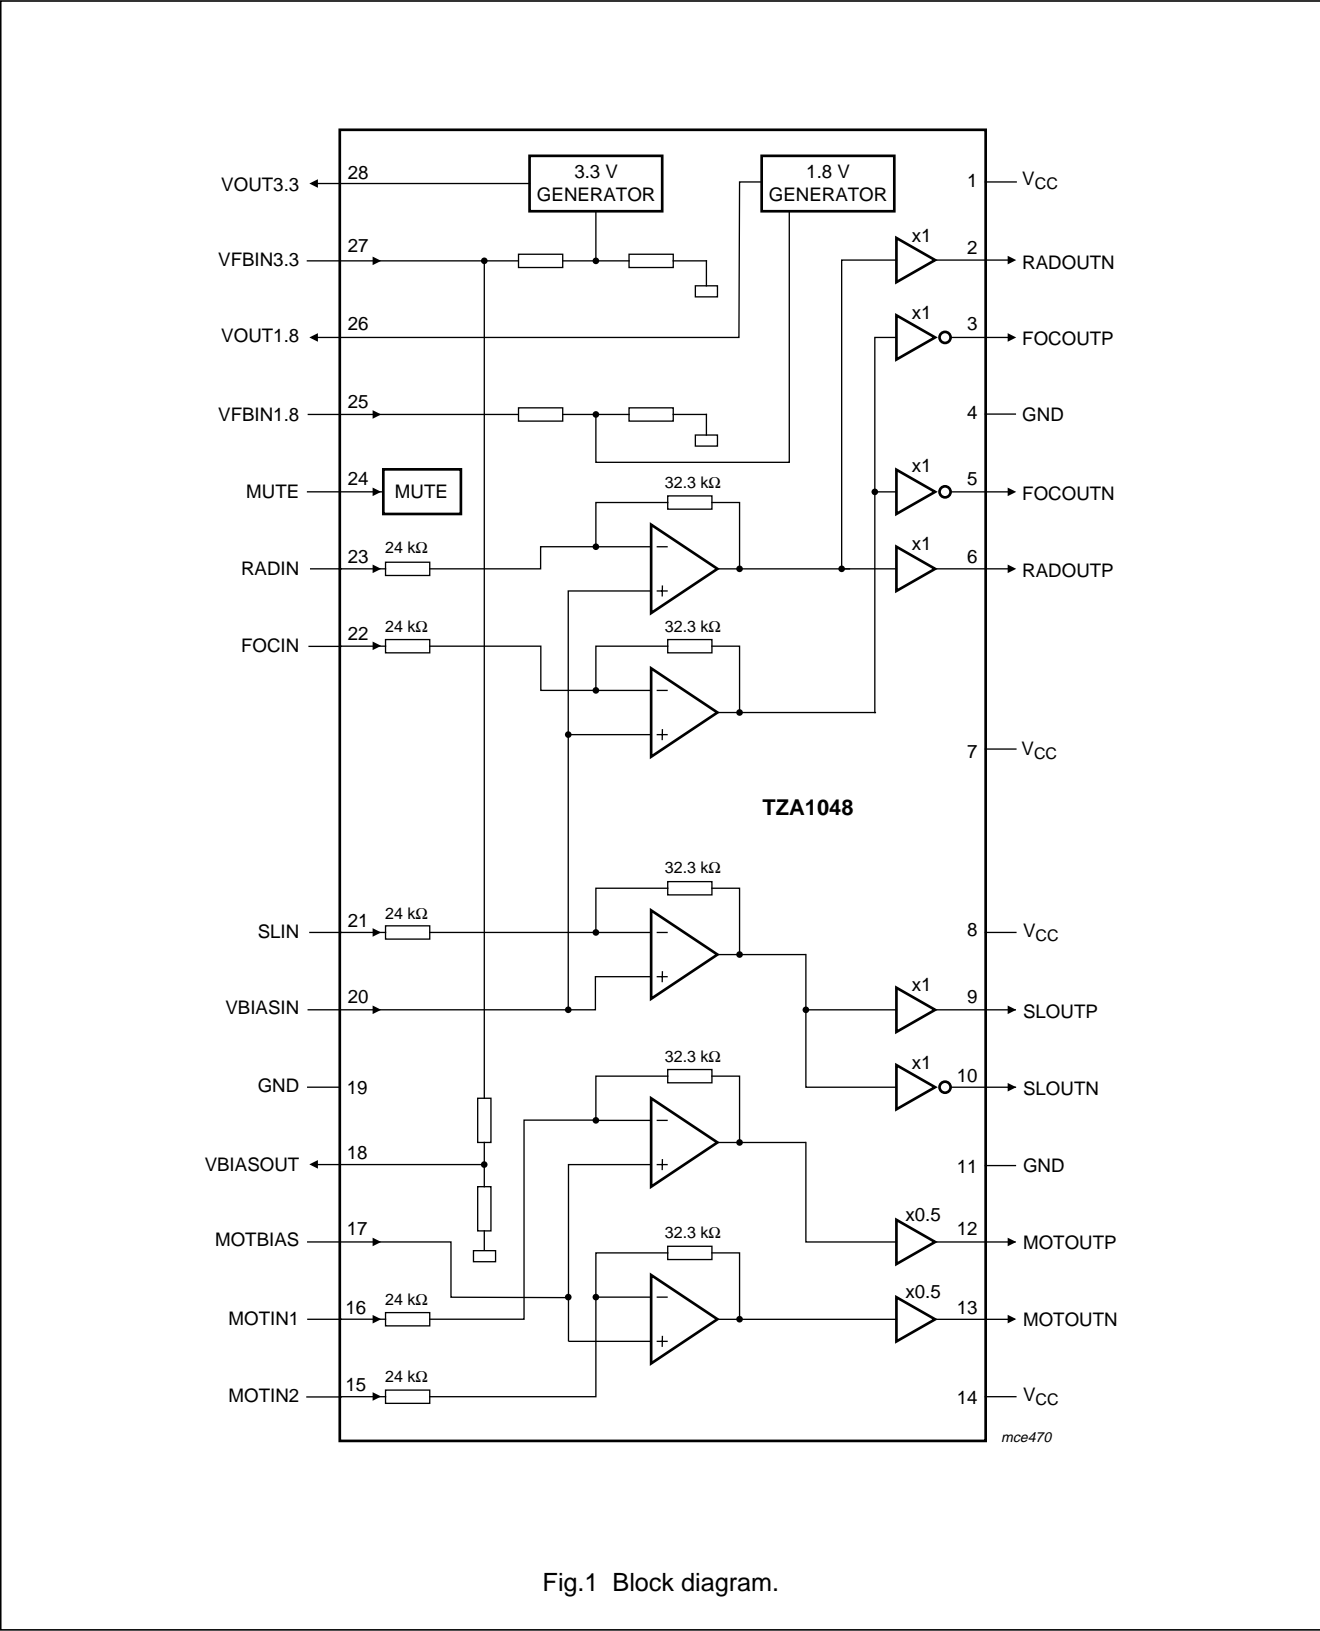 3.3 V
GENERATOR
1.8 V
GENERATOR
VOUT3.3
28
1
VCC
VFBIN3.3
27
x1
2
RADOUTN
VOUT1.8
26
x1
3
FOCOUTP
VFBIN1.8
25
4
GND
MUTE
24
MUTE
32.3 kΩ
x1
5
FOCOUTN
RADIN
23
24 kΩ
−
+
x1
6
RADOUTP
FOCIN
22
24 kΩ
32.3 kΩ
−
+
7
VCC
TZA1048
32.3 kΩ
SLIN
21
24 kΩ
−
+
8
VCC
VBIASIN
20
x1
9
SLOUTP
GND
19
32.3 kΩ
−
+
x1
10
SLOUTN
VBIASOUT
18
11
GND
MOTBIAS
17
32.3 kΩ
x0.5
12
MOTOUTP
MOTIN1
16
24 kΩ
−
+
x0.5
13
MOTOUTN
MOTIN2
15
24 kΩ
14
VCC
mce470
Fig.1 Block diagram.